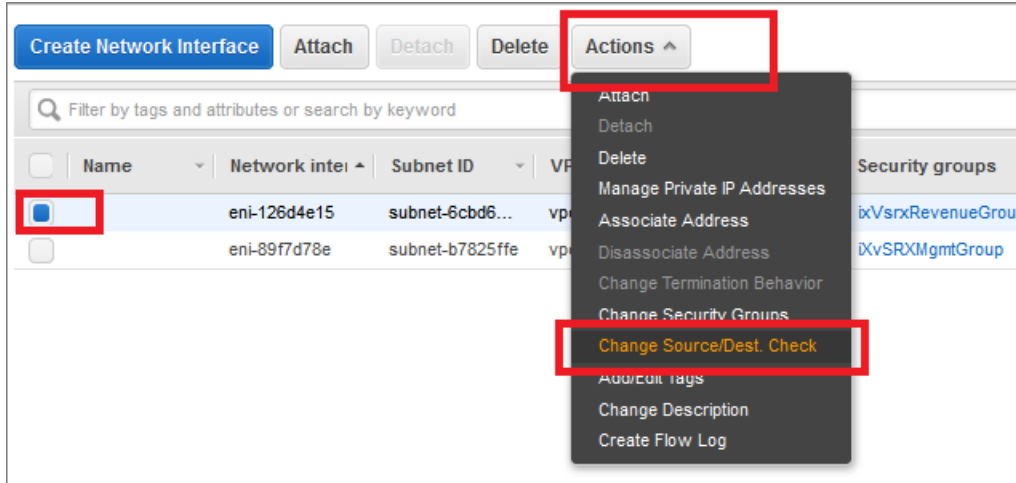 Create Network Interface Attach Detach Delete Actions
Filter by tags and attributes or search by keyword
Name Network inter Subnet ID VP Security groups
eni-126d4e15 subnet-6cbd6... vpc ixVsrxRevenueGrou
eni-89f7d78e subnet-b7825ffe vpc iXvSRXMgmtGroup
Attach
Detach
Delete
Manage Private IP Addresses
Associate Address
Disassociate Address
Change Termination Behavior
Change Security Groups
Change Source/Dest. Check
Add/Edit Tags
Change Description
Create Flow Log